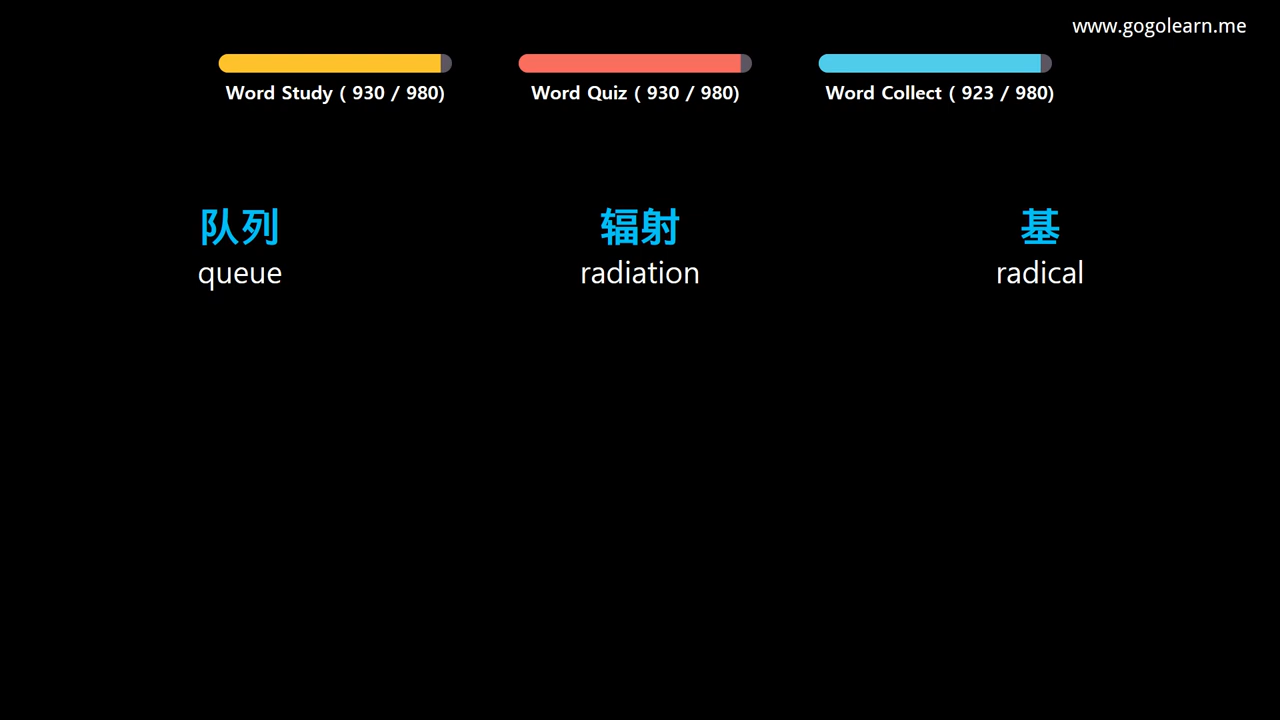 www.gogolearn.me
Word Study ( 930 / 980)
Word Quiz ( 930 / 980)
Word Collect ( 923 / 980)
队列
queue
辐射
radiation
基
radical